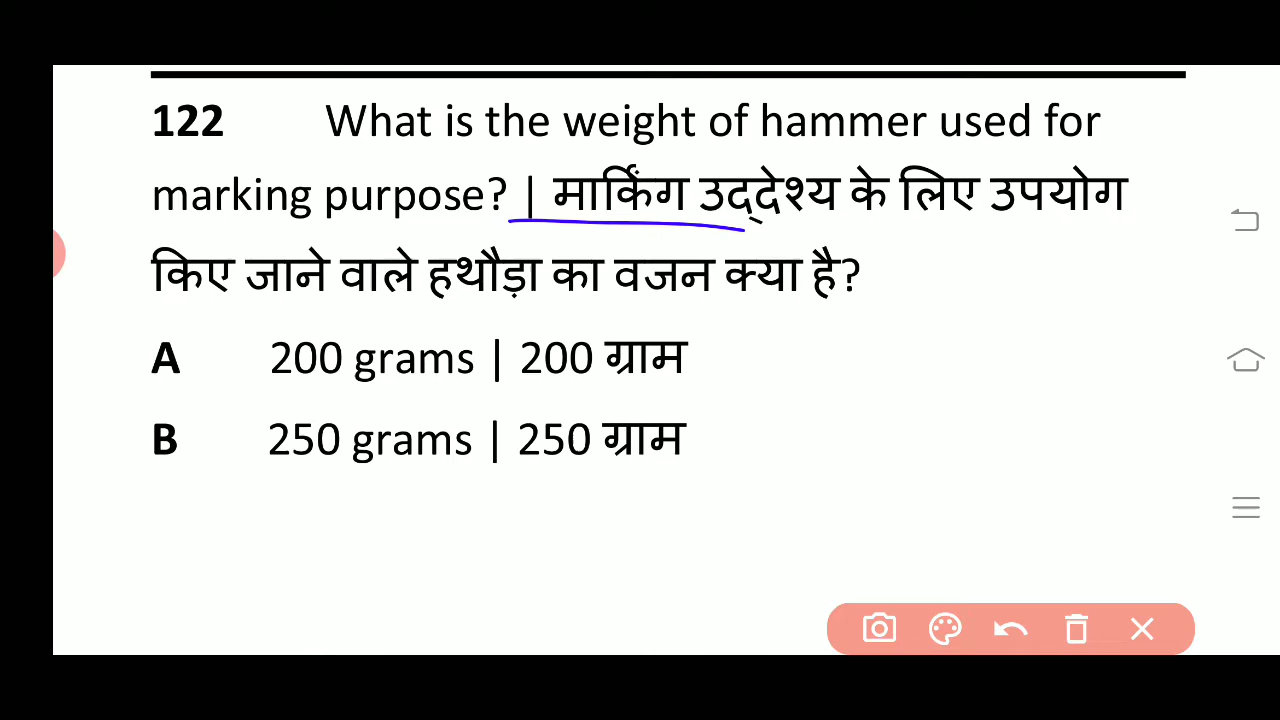 122 What is the weight of hammer used for
marking purpose? | मार्किंग उद्देश्य के लिए उपयोग
किए जाने वाले हथौड़ा का वजन क्या है?
A 200 grams | 200 ग्राम
B 250 grams | 250 ग्राम